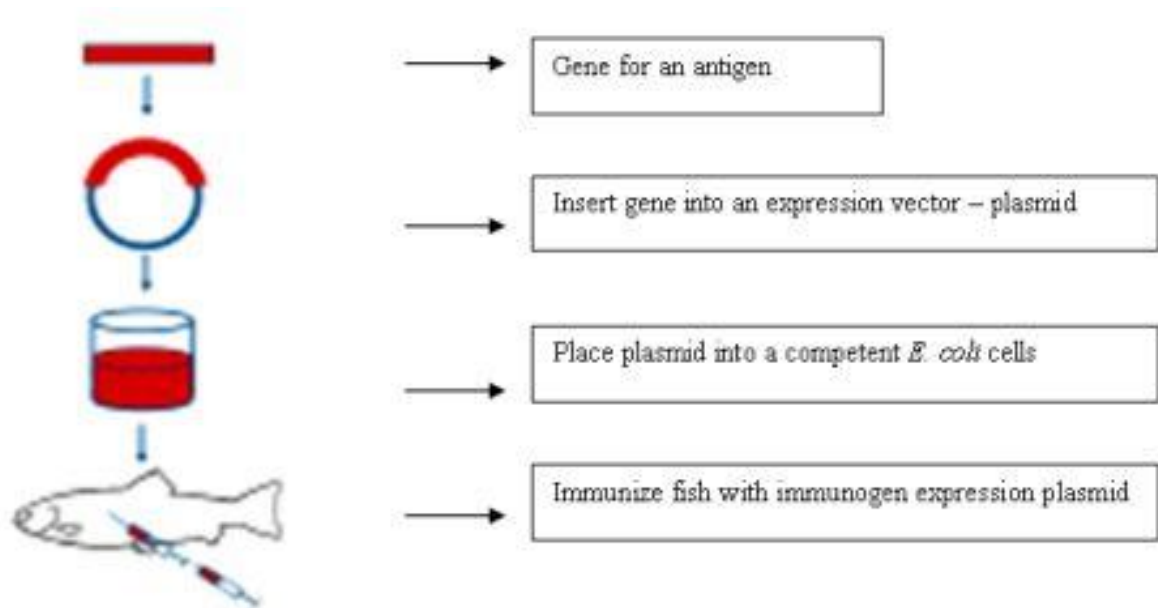 Gene for an antigen
Insert gene into an expression vector – plasmid
Place plasmid into a competent E. coli cells
Immunize fish with immunogen expression plasmid